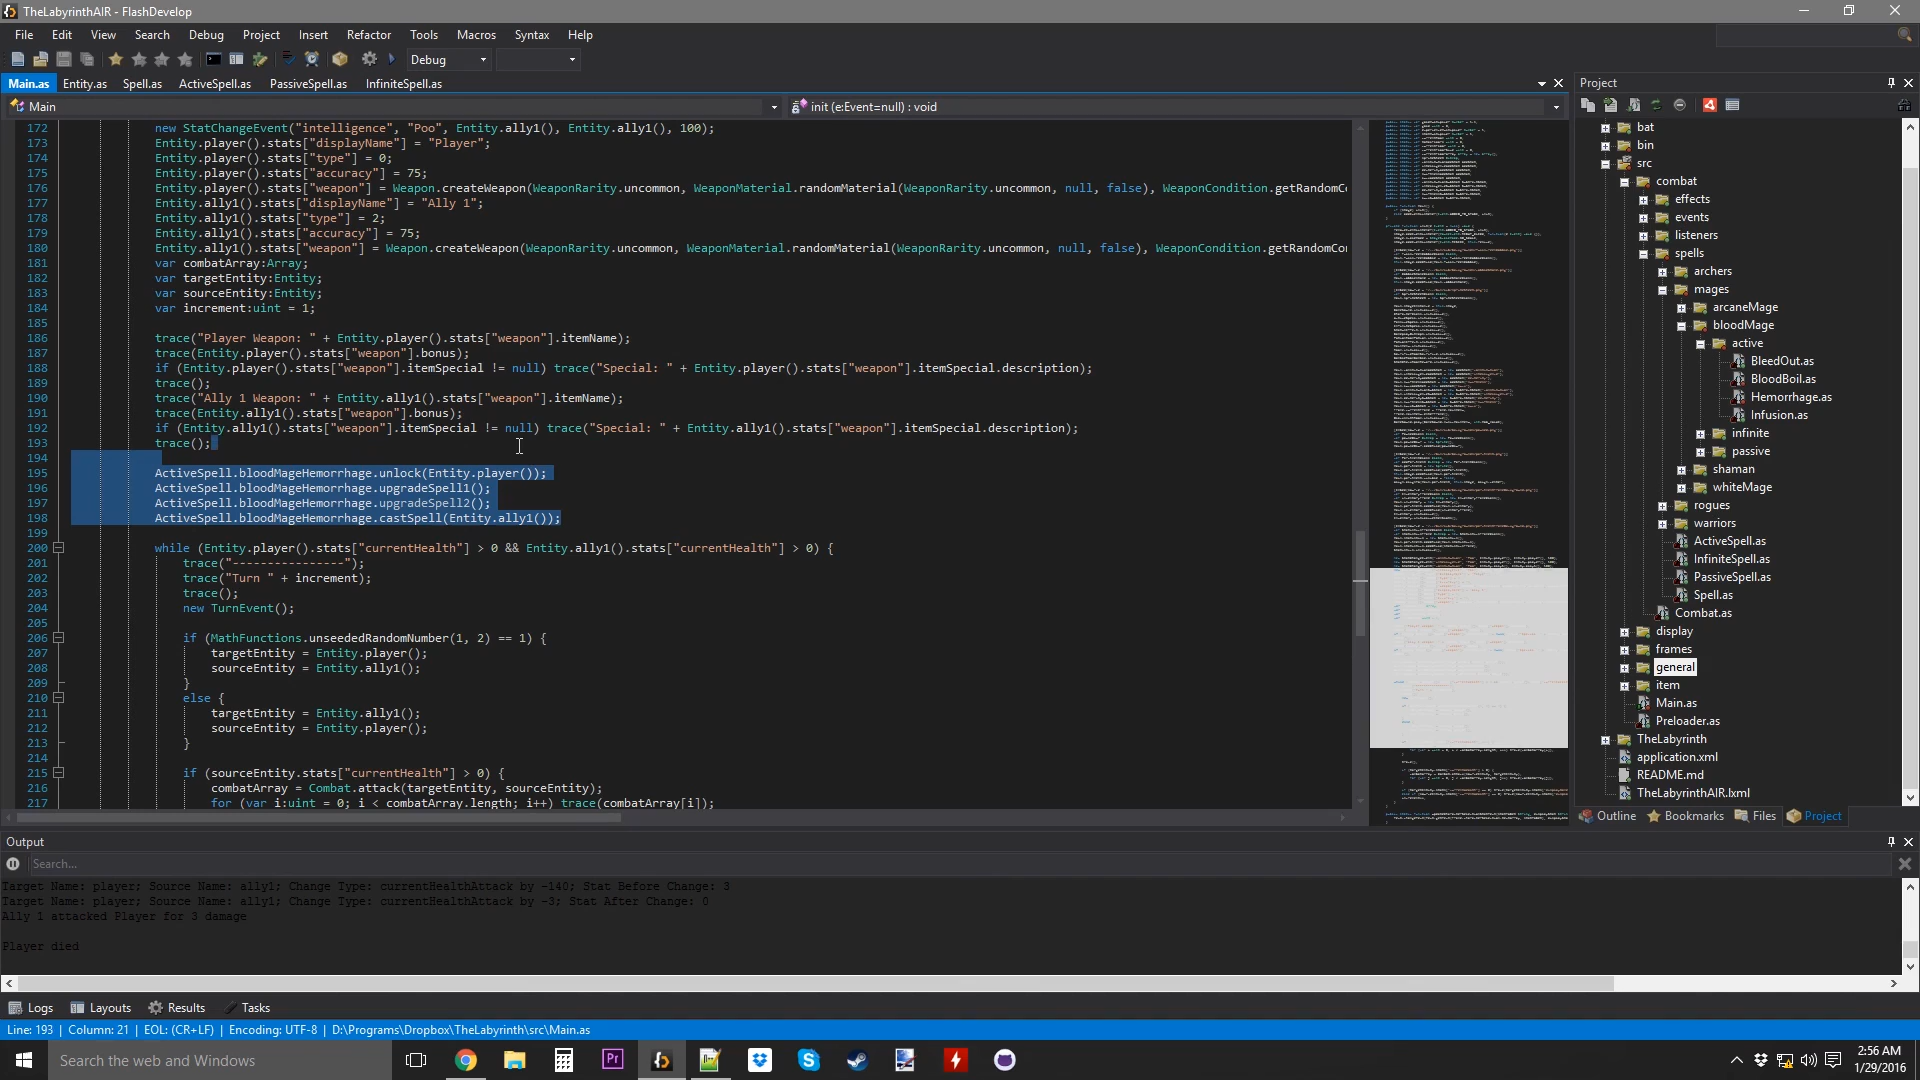 TheLabyrinthAIR - FlashDevelop
File Edit View Search Debug Project Insert Refactor Tools Macros Syntax Help
Debug
Main.as Entity.as Spell.as ActiveSpell.as PassiveSpell.as InfiniteSpell.as
Main
init (e:Event=null) : void
172 new StatChangeEvent("intelligence", "Poo", Entity.ally1(), Entity.ally1(), 100);
173 Entity.player().stats["displayName"] = "Player";
174 Entity.player().stats["type"] = 0;
175 Entity.player().stats["accuracy"] = 75;
176 Entity.player().stats["weapon"] = Weapon.createWeapon(WeaponRarity.uncommon, WeaponMaterial.randomMaterial(WeaponRarity.uncommon, null, false), WeaponCondition.getRandomCo
177 Entity.ally1().stats["displayName"] = "Ally 1";
178 Entity.ally1().stats["type"] = 2;
179 Entity.ally1().stats["accuracy"] = 75;
180 Entity.ally1().stats["weapon"] = Weapon.createWeapon(WeaponRarity.uncommon, WeaponMaterial.randomMaterial(WeaponRarity.uncommon, null, false), WeaponCondition.getRandomCo
181 var combatArray:Array;
182 var targetEntity:Entity;
183 var sourceEntity:Entity;
184 var increment:uint = 1;
185
186 trace("Player Weapon: " + Entity.player().stats["weapon"].itemName);
187 trace(Entity.player().stats["weapon"].bonus);
188 if (Entity.player().stats["weapon"].itemSpecial != null) trace("Special: " + Entity.player().stats["weapon"].itemSpecial.description);
189 trace();
190 trace("Ally 1 Weapon: " + Entity.ally1().stats["weapon"].itemName);
191 trace(Entity.ally1().stats["weapon"].bonus);
192 if (Entity.ally1().stats["weapon"].itemSpecial != null) trace("Special: " + Entity.ally1().stats["weapon"].itemSpecial.description);
193 trace();
194
195 ActiveSpell.bloodMageHemorrhage.unlock(Entity.player());
196 ActiveSpell.bloodMageHemorrhage.upgradeSpell1();
197 ActiveSpell.bloodMageHemorrhage.upgradeSpell2();
198 ActiveSpell.bloodMageHemorrhage.castSpell(Entity.ally1());
199
200 while (Entity.player().stats["currentHealth"] > 0 && Entity.ally1().stats["currentHealth"] > 0) {
201 trace("----------------");
202 trace("Turn " + increment);
203 trace();
204 new TurnEvent();
205
206 if (MathFunctions.unseededRandomNumber(1, 2) == 1) {
207 targetEntity = Entity.player();
208 sourceEntity = Entity.ally1();
209 }
210 else {
211 targetEntity = Entity.ally1();
212 sourceEntity = Entity.player();
213 }
214
215 if (sourceEntity.stats["currentHealth"] > 0) {
216 combatArray = Combat.attack(targetEntity, sourceEntity);
217 for (var i:uint = 0; i < combatArray.length; i++) trace(combatArray[i]);
Project
bat
bin
src
combat
effects
events
listeners
spells
archers
mages
arcaneMage
bloodMage
active
BleedOut.as
BloodBoil.as
Hemorrhage.as
Infusion.as
infinite
passive
shaman
whiteMage
rogues
warriors
ActiveSpell.as
InfiniteSpell.as
PassiveSpell.as
Spell.as
Combat.as
display
frames
general
item
Main.as
Preloader.as
TheLabyrinth
application.xml
README.md
TheLabyrinthAIR.lxml
Outline Bookmarks Files Project
Output
Search...
Target Name: player; Source Name: ally1; Change Type: currentHealthAttack by -140; Stat Before Change: 3
Target Name: player; Source Name: ally1; Change Type: currentHealthAttack by -3; Stat After Change: 0
Ally 1 attacked Player for 3 damage
Player died
Logs Layouts Results Tasks
Line: 193 | Column: 21 | EOL: (CR+LF) | Encoding: UTF-8 | D:\Programs\Dropbox\TheLabyrinth\src\Main.as
Search the web and Windows
Pr
2:56 AM
1/29/2016